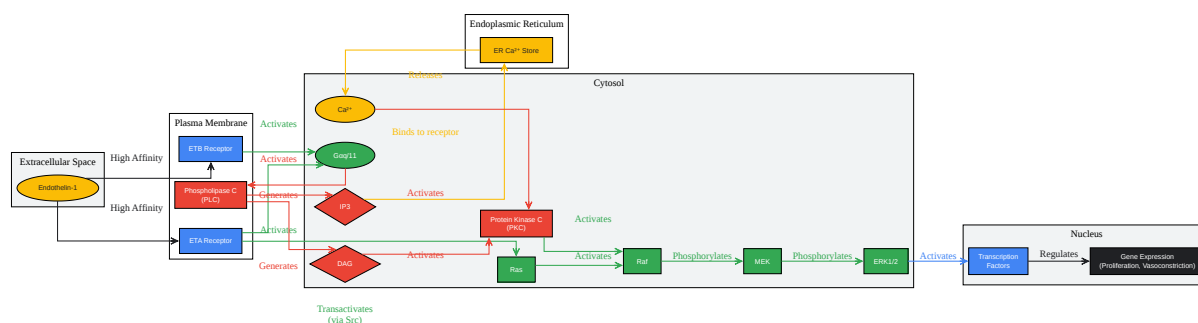 Endoplasmic Reticulum
ER Ca²⁺ Store
Releases
Cytosol
Ca²⁺
Binds to receptor
Plasma Membrane
Activates
ETB Receptor
Gαq/11
High Affinity
Activates
Extracellular Space
Endothelin-1
Phospholipase C
(PLC)
Generates
IP3
Activates
High Affinity
Protein Kinase C
(PKC)
Activates
ETA Receptor
Activates
Nucleus
Generates
DAG
Activates
Ras
Activates
Raf
Phosphorylates
MEK
Phosphorylates
ERK1/2
Activates
Transcription
Factors
Regulates
Gene Expression
(Proliferation, Vasoconstriction)
Transactivates
(via Src)